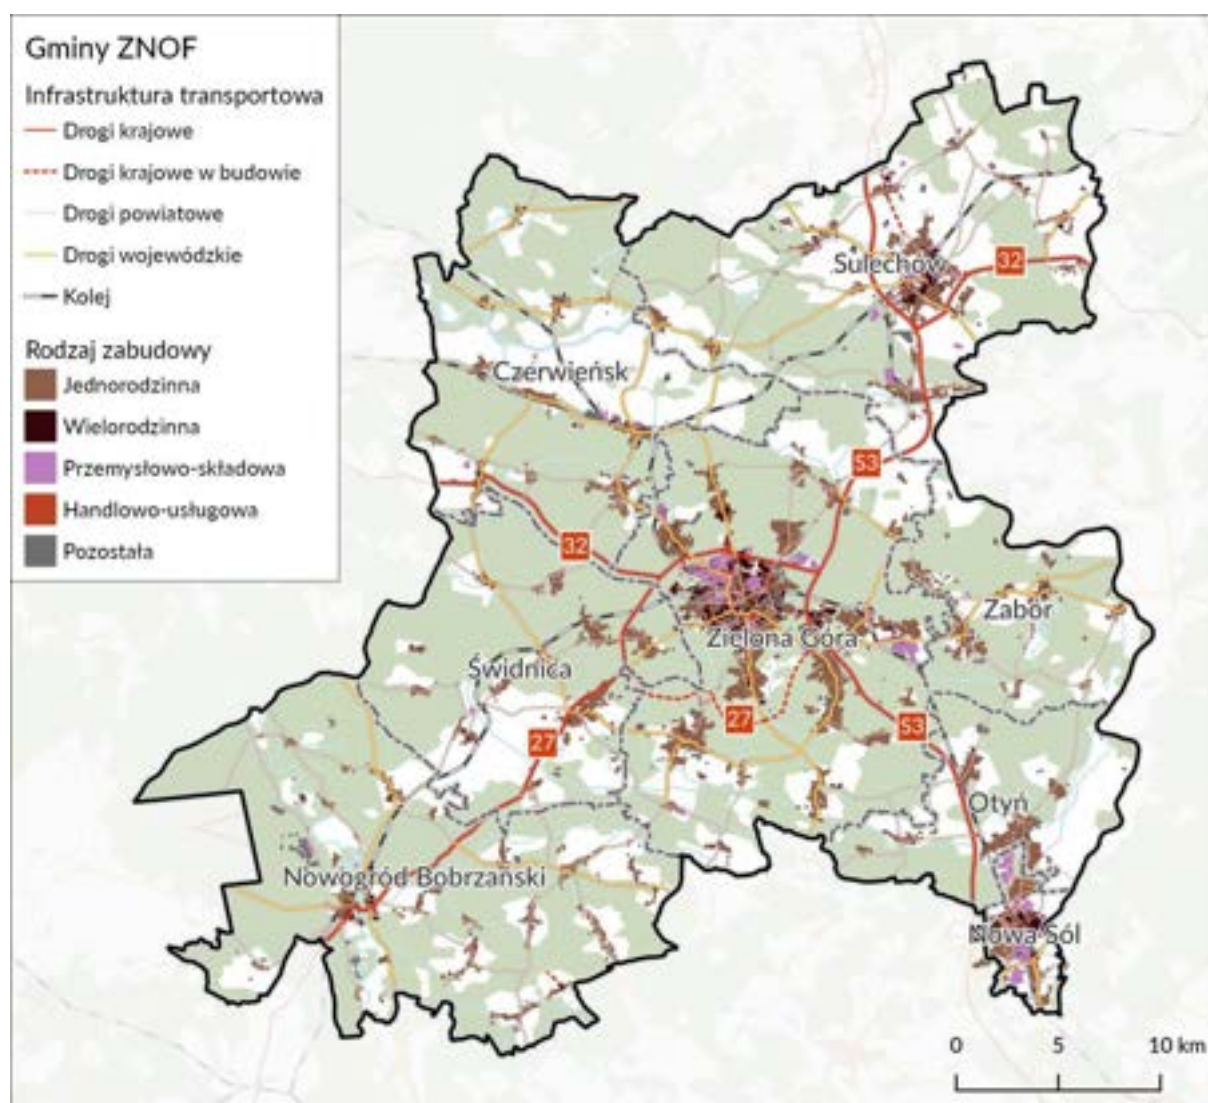 Gminy ZNOF
Infrastruktura transportowa
Drogi krajowe
Drogi krajowe w budowie
Drogi powiatowe
Drogi wojewódzkie
Kolej
Rodzaj zabudowy
Jednorodzinna
Wielorodzinna
Przemysłowo-składowa
Handlowo-usługowa
Pozostała
Sulechów
32
Czerwieńsk
53
32
Zabór
Zielona Góra
Świdnica
27
53
27
Otyń
Nowogród Bobrzański
Nowa Sól
0 5 10 km